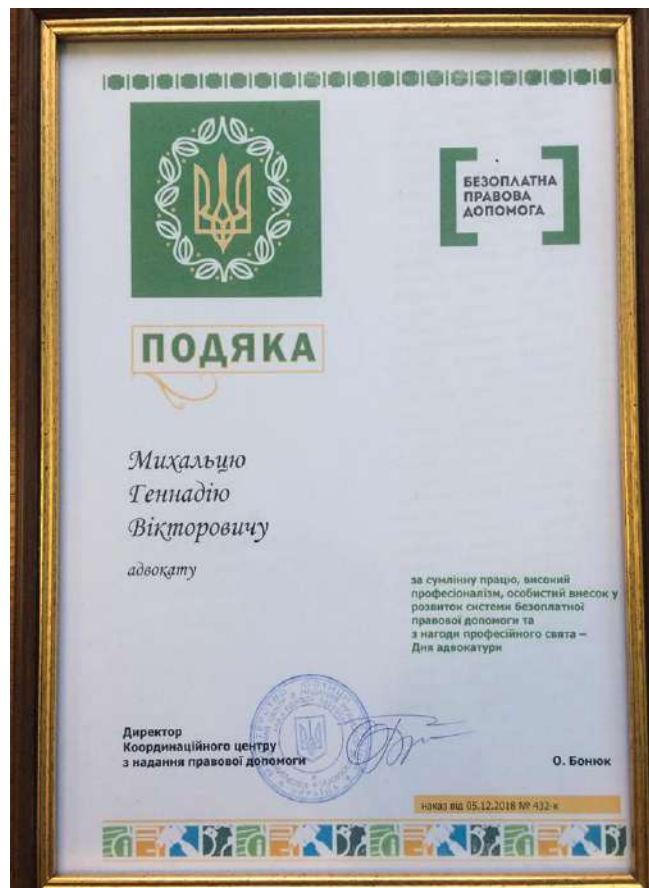 БЕЗОПЛАТНА
ПРАВОВА
ДОПОМОГА
ПОДЯКА
Михальцю
Геннадію
Вікторовичу
адвокату
за сумлінну працю, високий
професіоналізм, особистий внесок у
розвиток системи безоплатної
правової допомоги та
з нагоди професійного свята –
Дня адвокатури
Директор
Координаційного центру
з надання правової допомоги
О. Бонюк
наказ від 05.12.2018 № 432-к